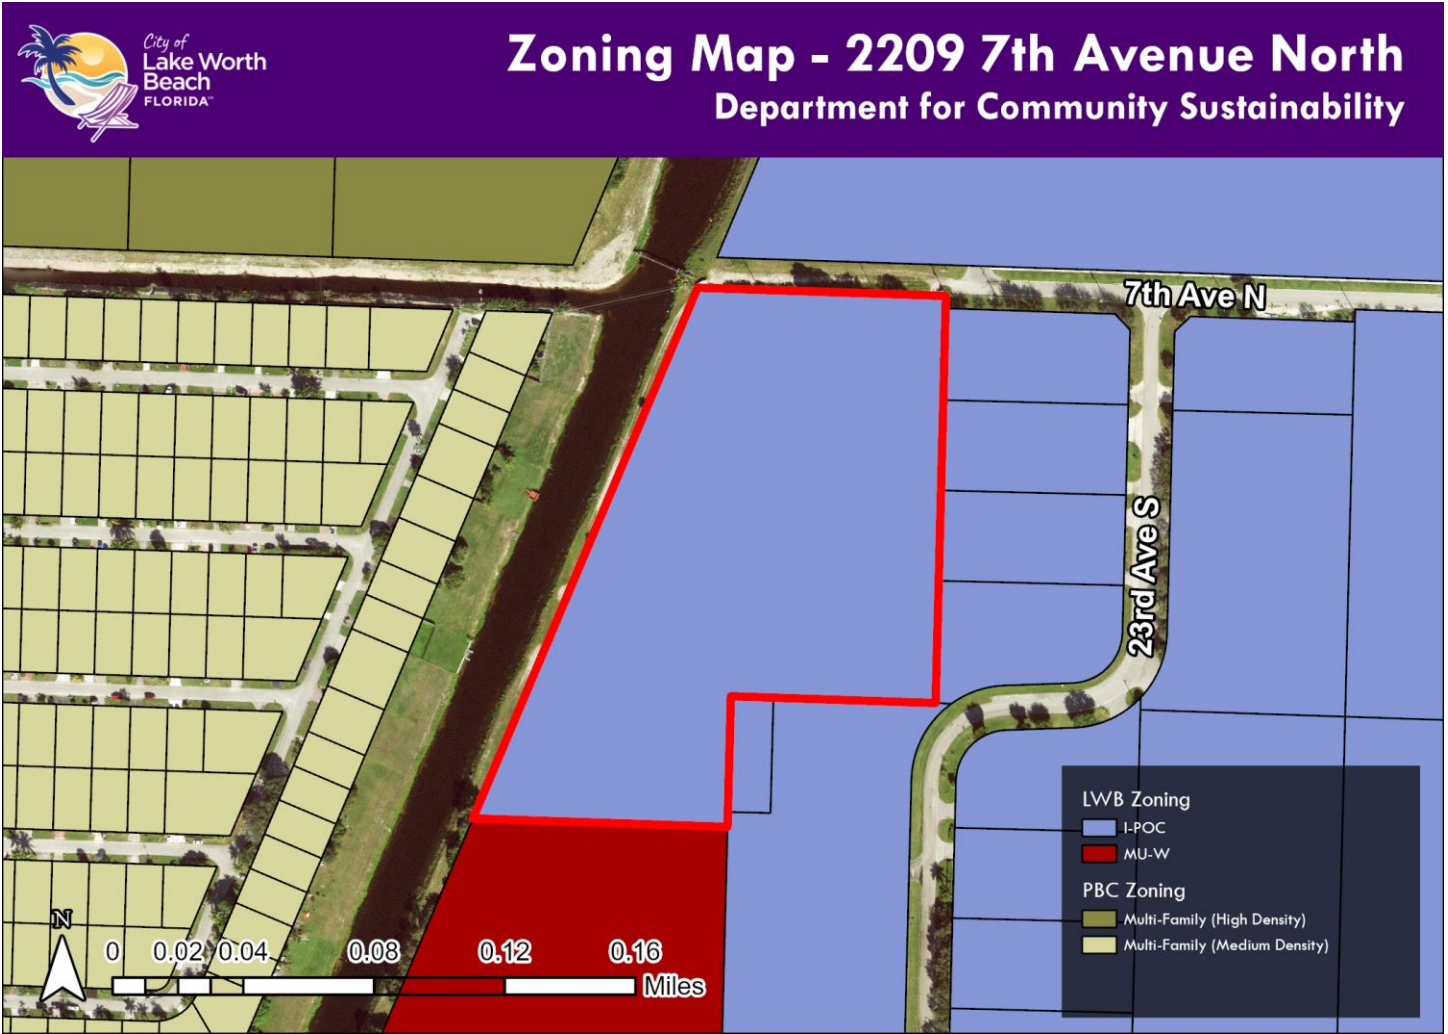 City of
Lake Worth
Beach
FLORIDA
Zoning Map - 2209 7th Avenue North
Department for Community Sustainability
7th Ave N
23rd Ave S
LWB Zoning
I-POC
MU-W
PBC Zoning
Multi-Family (High Density)
Multi-Family (Medium Density)
N
0 0.02 0.04 0.08 0.12 0.16
Miles